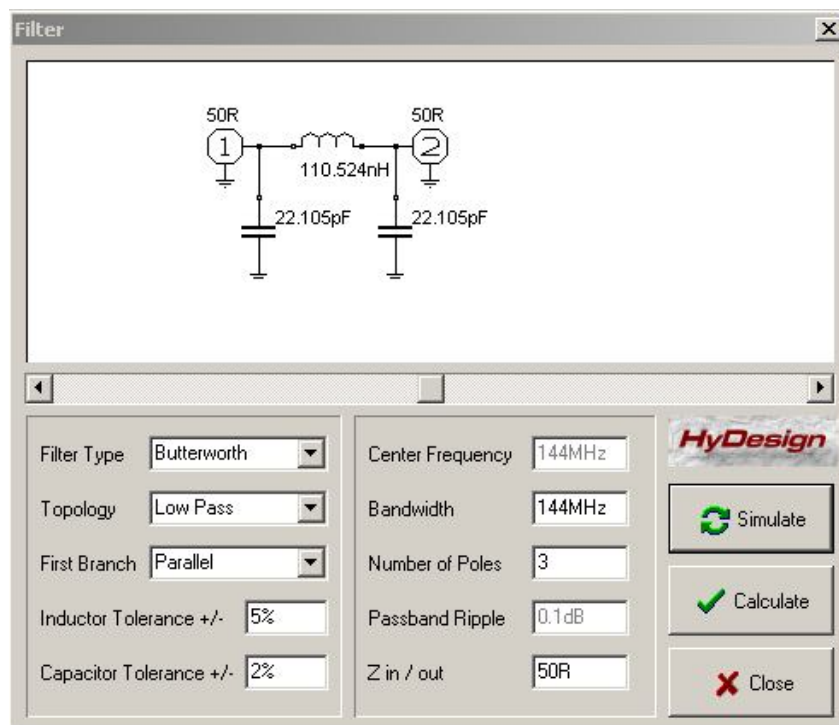 Filter
50R 50R
1 2
110.524nH
22.105pF 22.105pF
Filter Type Butterworth
Topology Low Pass
First Branch Parallel
Inductor Tolerance +/- 5%
Capacitor Tolerance +/- 2%
Center Frequency 144MHz
Bandwidth 144MHz
Number of Poles 3
Passband Ripple 0.1dB
Z in / out 50R
HyDesign
Simulate
Calculate
Close